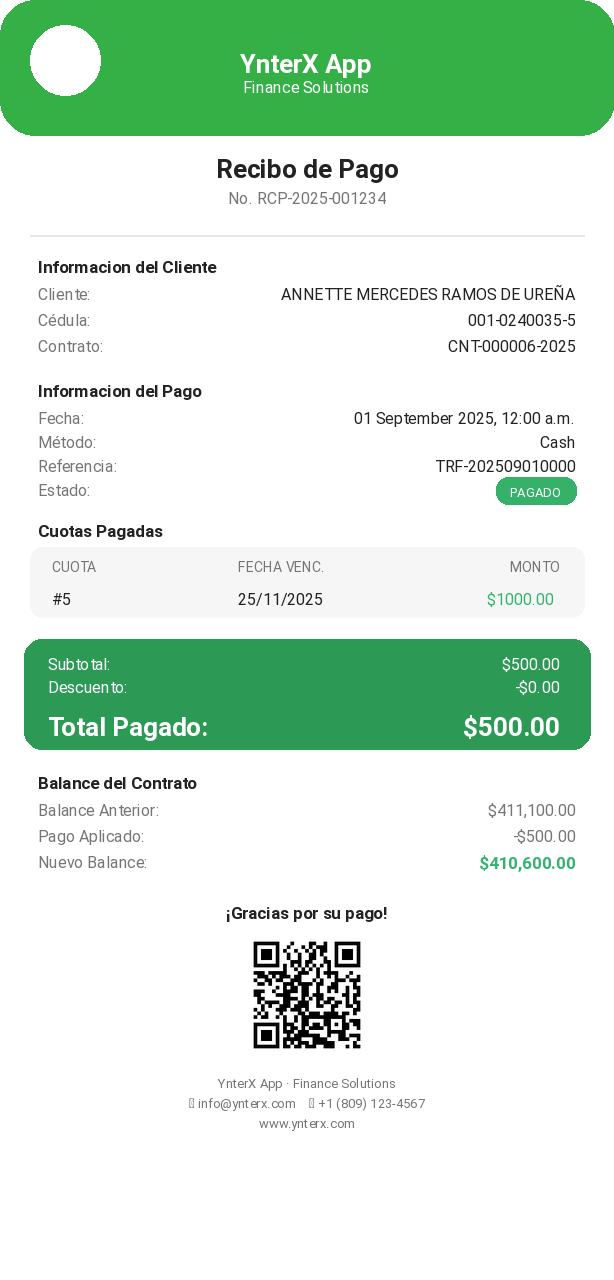 YnterX App
Finance Solutions
Recibo de Pago
No. RCP-2025-001234
Informacion del Cliente
Cliente: ANNETTE MERCEDES RAMOS DE UREÑA
Cédula: 001-0240035-5
Contrato: CNT-000006-2025
Informacion del Pago
Fecha: 01 September 2025, 12:00 a.m.
Método: Cash
Referencia: TRF-202509010000
Estado: PAGADO
Cuotas Pagadas
CUOTA FECHA VENC. MONTO
#5 25/11/2025 $1000.00
Subtotal: $500.00
Descuento: -$0.00
Total Pagado: $500.00
Balance del Contrato
Balance Anterior: $411,100.00
Pago Aplicado: -$500.00
Nuevo Balance: $410,600.00
¡Gracias por su pago!
YnterX App · Finance Solutions
info@ynterx.com +1 (809) 123-4567
www.ynterx.com